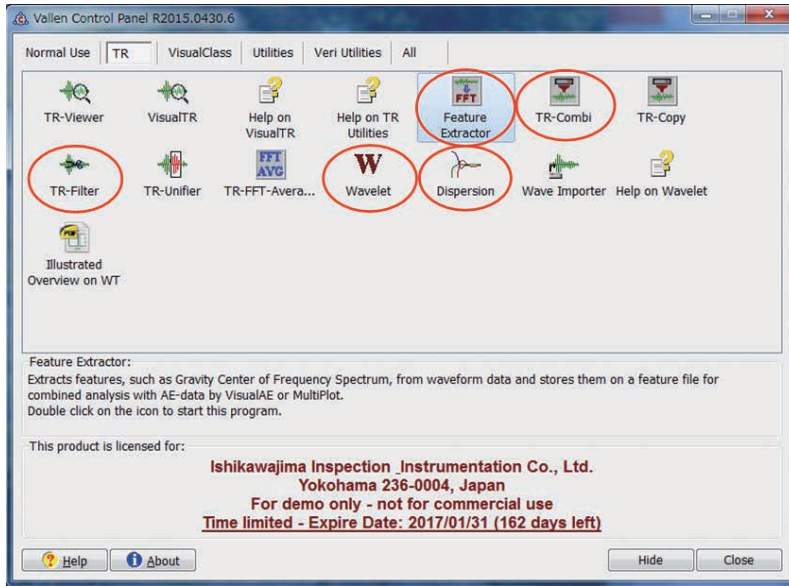 Vallen Control Panel R2015.0430.6
Normal Use TR VisualClass Utilities Veri Utilities All
TR-Viewer
VisualTR
Help on
VisualTR
Help on TR
Utilities
FFT
Feature
Extractor
TR-Combi
TR-Copy
TR-Filter
TR-Unifier
FFT
AVG
TR-FFT-Avera...
W
Wavelet
Dispersion
Wave Importer
Help on Wavelet
PDF
Illustrated
Overview on WT
Feature Extractor:
Extracts features, such as Gravity Center of Frequency Spectrum, from waveform data and stores them on a feature file for
combined analysis with AE-data by VisualAE or MultiPlot.
Double click on the icon to start this program.
This product is licensed for:
Ishikawajima Inspection _Instrumentation Co., Ltd.
Yokohama 236-0004, Japan
For demo only - not for commercial use
Time limited - Expire Date: 2017/01/31 (162 days left)
Help About Hide Close